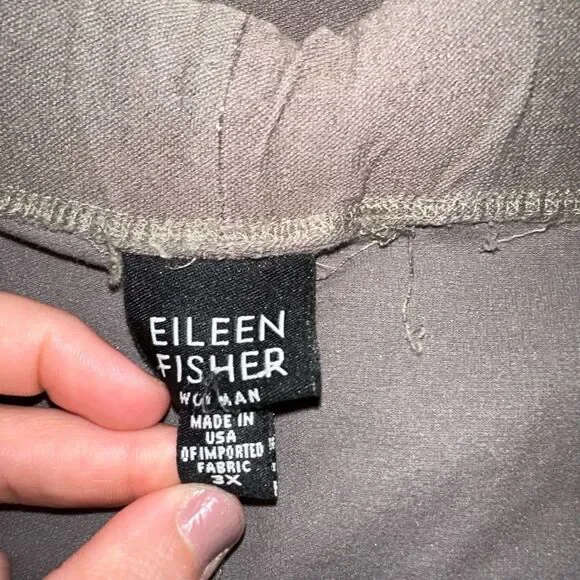 EILEEN
FISHER
WOMAN
MADE IN
USA
OF IMPORTED
FABRIC
3X